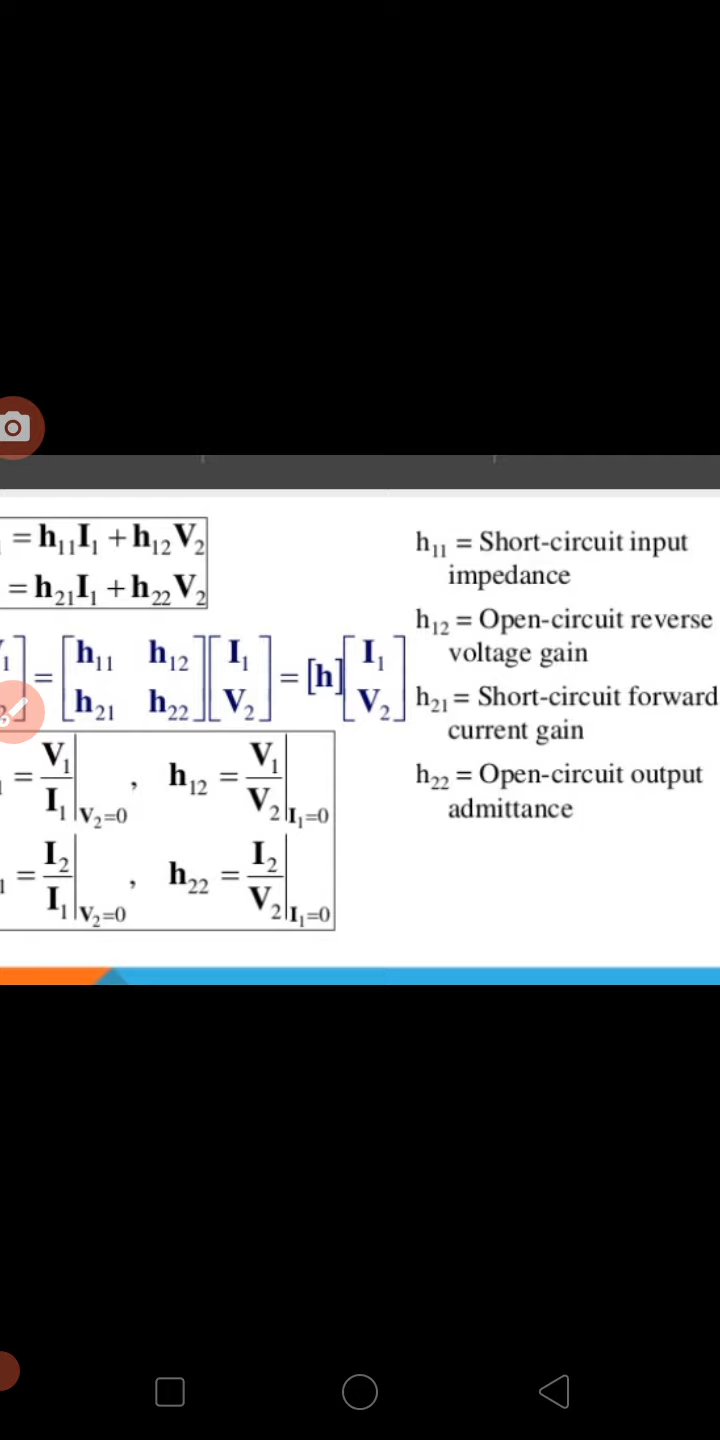 = h₁₁I₁ + h₁₂V₂
= h₂₁I₁ + h₂₂V₂
₁] = [h₁₁ h₁₂; h₂₁ h₂₂] [I₁; V₂] = [h] [I₁; V₂]
= V₁/I₁ |V₂=0 , h₁₂ = V₁/V₂ |I₁=0
₁ = I₂/I₁ |V₂=0 , h₂₂ = I₂/V₂ |I₁=0
h₁₁ = Short-circuit input
impedance
h₁₂ = Open-circuit reverse
voltage gain
h₂₁ = Short-circuit forward
current gain
h₂₂ = Open-circuit output
admittance